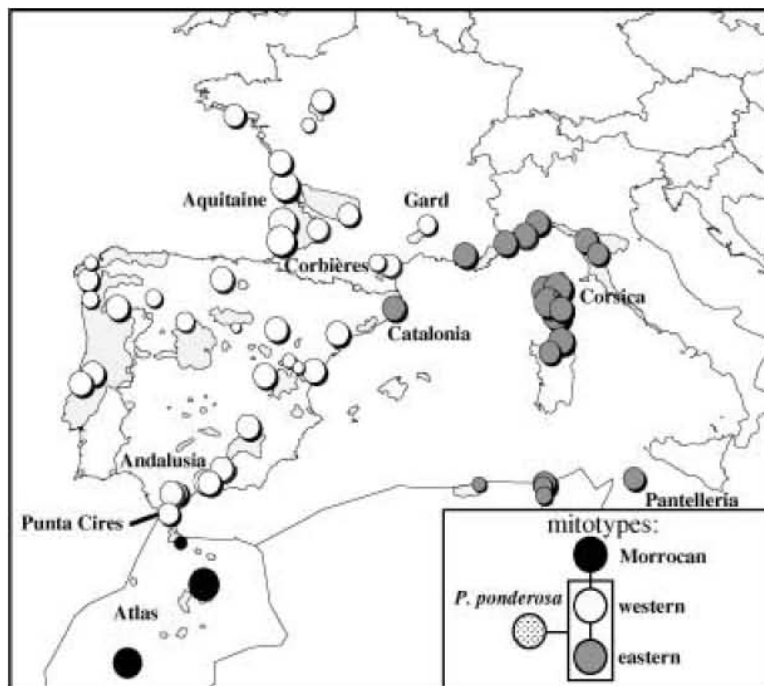 Aquitaine
Gard
Corbières
Corsica
Catalonia
Andalusia
Pantelleria
Punta Cires
Atlas
mitotypes:
Morrocan
P. ponderosa
western
eastern